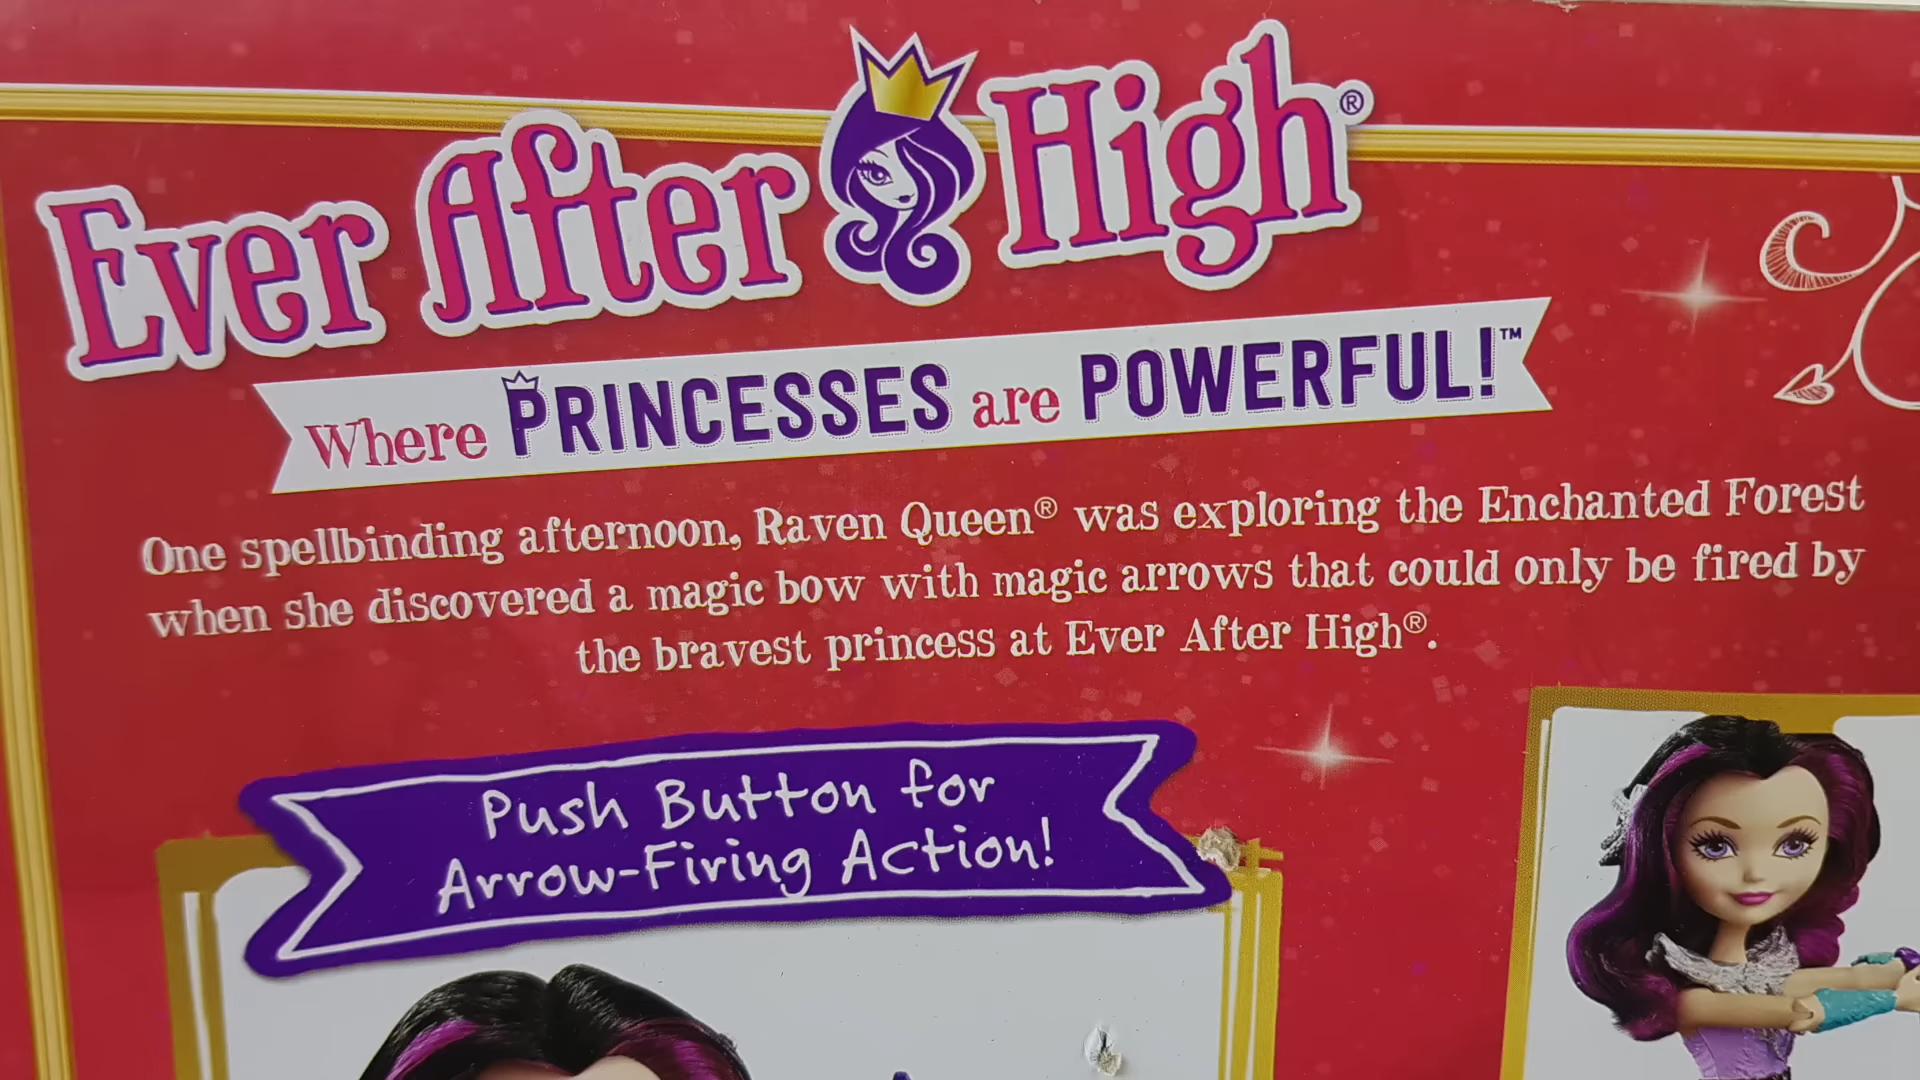 Ever After High®
Where PRINCESSES are POWERFUL!™
One spellbinding afternoon, Raven Queen® was exploring the Enchanted Forest
when she discovered a magic bow with magic arrows that could only be fired by
the bravest princess at Ever After High®.
Push Button for
Arrow-Firing Action!